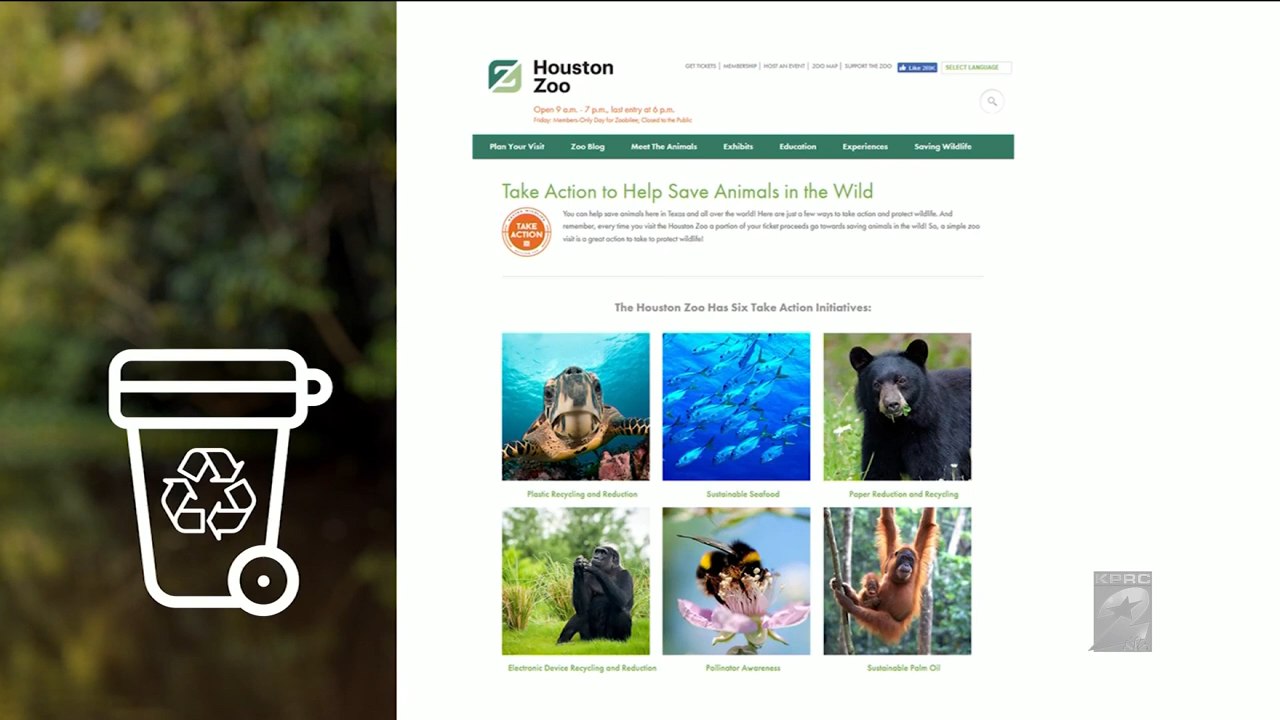 Houston
Zoo
GET TICKETS | MEMBERSHIP | HOST AN EVENT | ZOO MAP | SUPPORT THE ZOO
Like 269K
SELECT LANGUAGE
Open 9 a.m. - 7 p.m., last entry at 6 p.m.
Friday: Members-Only Day for Zoobilee; Closed to the Public
Plan Your Visit Zoo Blog Meet The Animals Exhibits Education Experiences Saving Wildlife
Take Action to Help Save Animals in the Wild
TAKE
ACTION
You can help save animals here in Texas and all over the world! Here are just a few ways to take action and protect wildlife. And
remember, every time you visit the Houston Zoo a portion of your ticket proceeds go towards saving animals in the wild! So, a simple zoo
visit is a great action to take to protect wildlife!
The Houston Zoo Has Six Take Action Initiatives:
Plastic Recycling and Reduction Sustainable Seafood Paper Reduction and Recycling
Electronic Device Recycling and Reduction Pollinator Awareness Sustainable Palm Oil
KPRC
2